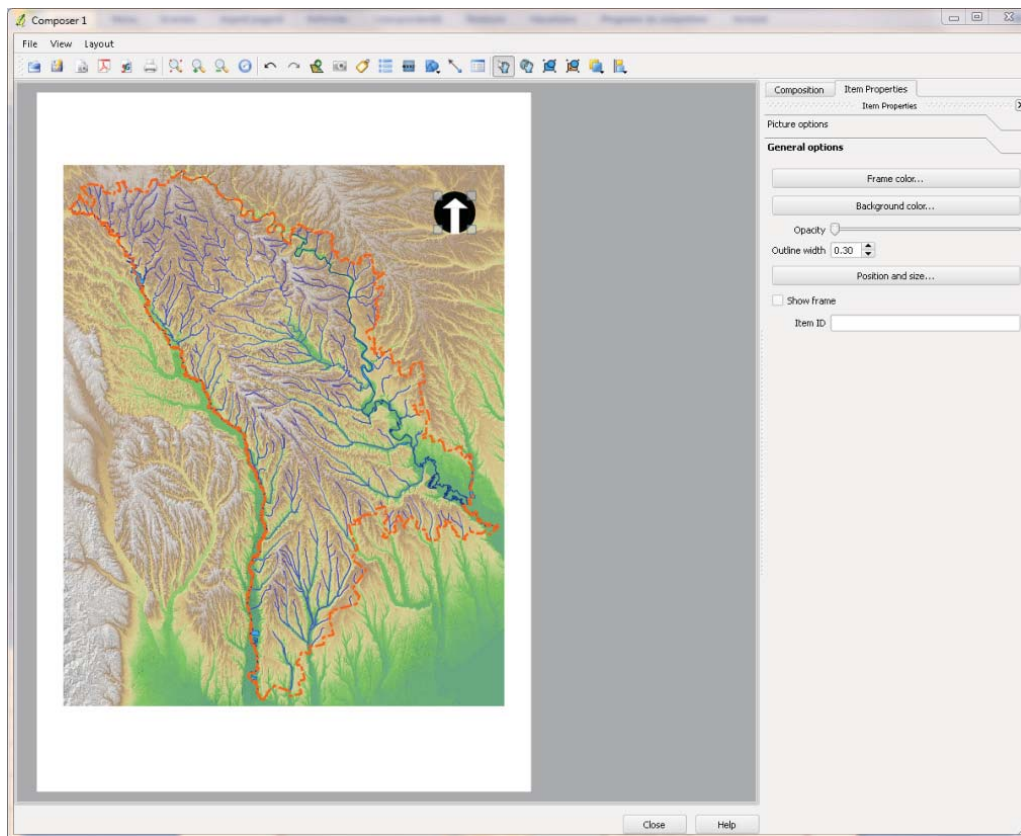 Composer 1
File View Layout
Composition Item Properties
Item Properties
Picture options
General options
Frame color...
Background color...
Opacity
Outline width 0.30
Position and size...
Show frame
Item ID
Close Help